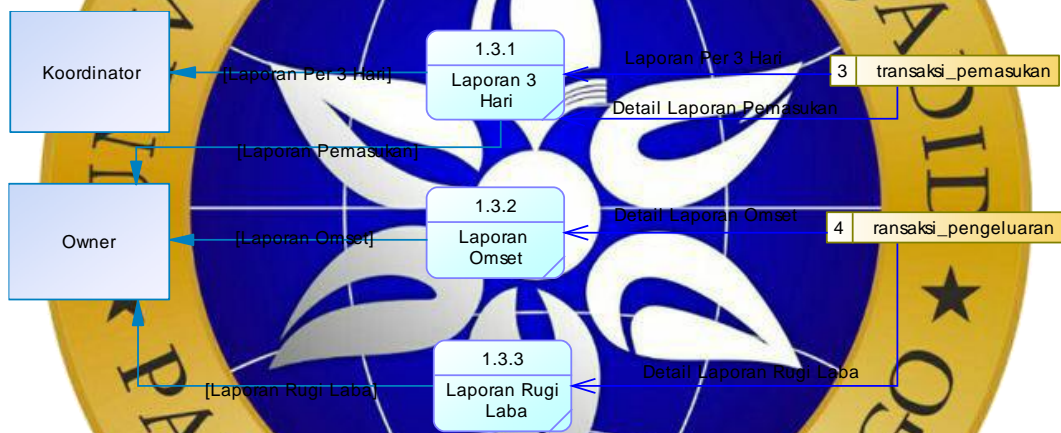 1.3.1
Laporan Per 3 Hari
3 transaksi_pemasukan
Koordinator
[Laporan Per 3 Hari]
Laporan 3
Hari
Detail Laporan Pemasukan
[Laporan Pemasukan]
1.3.2
Detail Laporan Omset
4 ransaksi_pengeluaran
Owner
[Laporan Omset]
Laporan
Omset
1.3.3
Detail Laporan Rugi Laba
[Laporan Rugi Laba]
Laporan Rugi
Laba